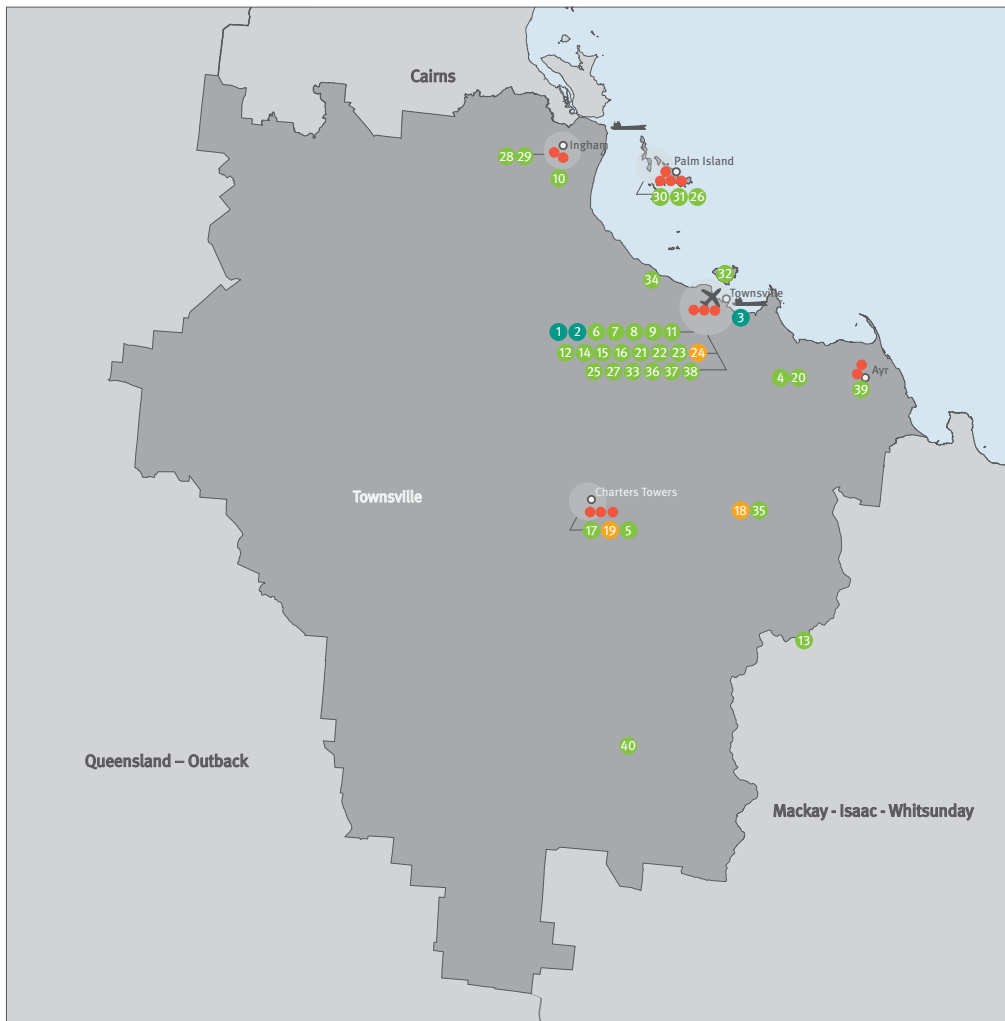 Cairns
Ingham
28 29
10
Palm Island
30 31 26
34
32
Townsville
3
1 2 6 7 8 9 11
12 14 15 16 21 22 23 24
25 27 33 36 37 38
4 20
Ayr
39
Townsville
Charters Towers
17 19 5
18 35
13
40
Queensland – Outback
Mackay - Isaac - Whitsunday